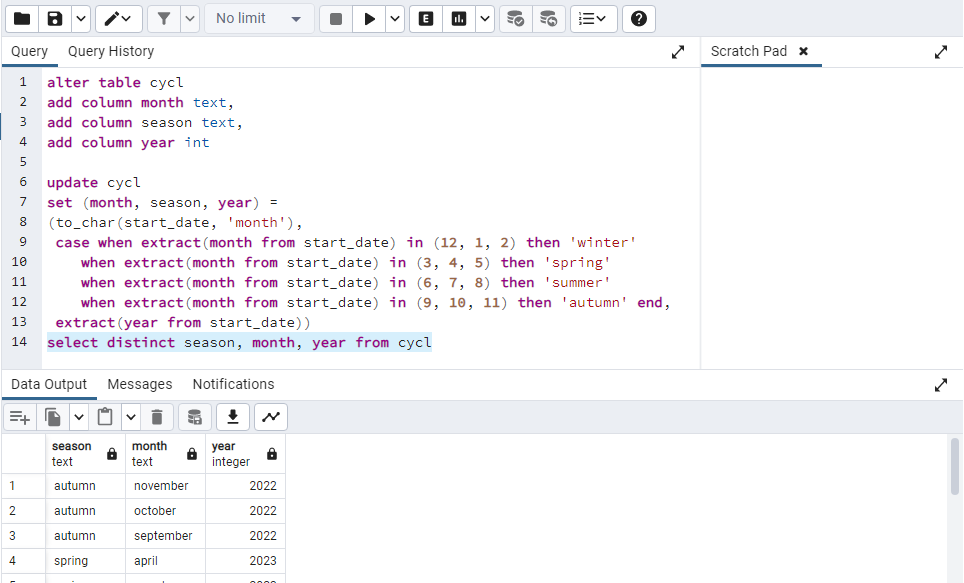 No limit
E
Query Query History
Scratch Pad
1 alter table cycl
2 add column month text,
3 add column season text,
4 add column year int
5
6 update cycl
7 set (month, season, year) =
8 (to_char(start_date, 'month'),
9 case when extract(month from start_date) in (12, 1, 2) then 'winter'
10 when extract(month from start_date) in (3, 4, 5) then 'spring'
11 when extract(month from start_date) in (6, 7, 8) then 'summer'
12 when extract(month from start_date) in (9, 10, 11) then 'autumn' end,
13 extract(year from start_date))
14 select distinct season, month, year from cycl
Data Output Messages Notifications
season month year
text text integer
1 autumn november 2022
2 autumn october 2022
3 autumn september 2022
4 spring april 2023